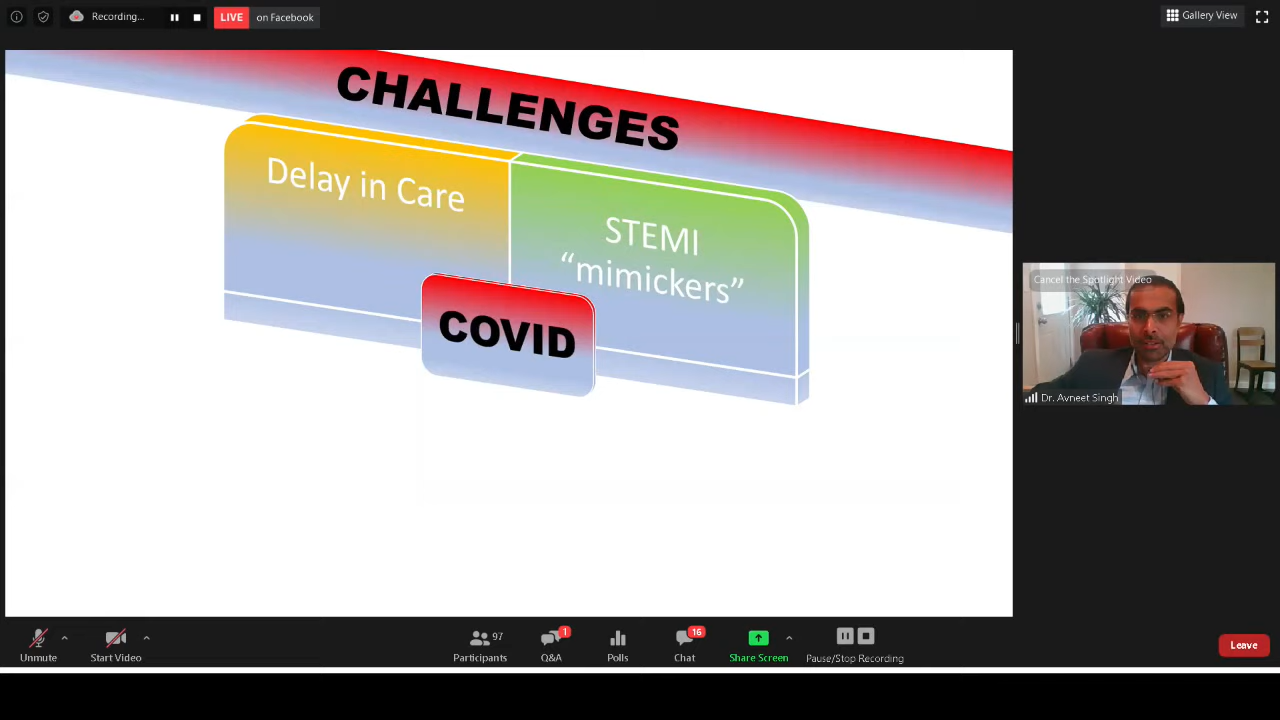 Recording...
LIVE
on Facebook
Gallery View
CHALLENGES
Delay in Care
STEMI
“mimickers”
COVID
Cancel the Spotlight Video
Dr. Avneet Singh
97
1
16
Unmute
Start Video
Participants
Q&A
Polls
Chat
Share Screen
Pause/Stop Recording
Leave